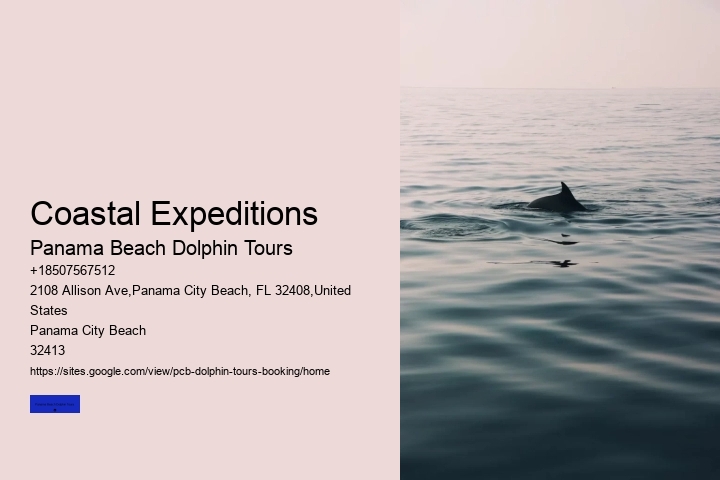 Coastal Expeditions
Panama Beach Dolphin Tours
+18507567512
2108 Allison Ave,Panama City Beach, FL 32408,United
States
Panama City Beach
32413
https://sites.google.com/view/pcb-dolphin-tours-booking/home